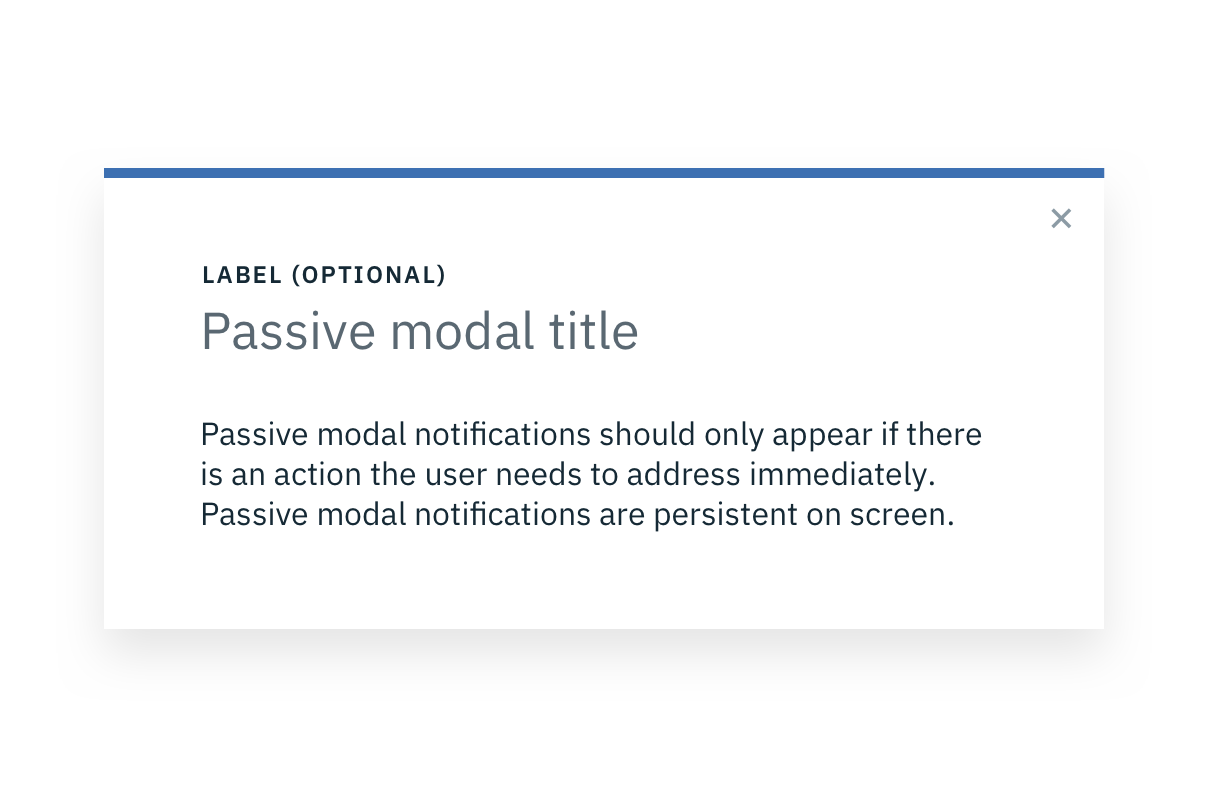 LABEL (OPTIONAL)
Passive modal title
Passive modal notifications should only appear if there
is an action the user needs to address immediately.
Passive modal notifications are persistent on screen.